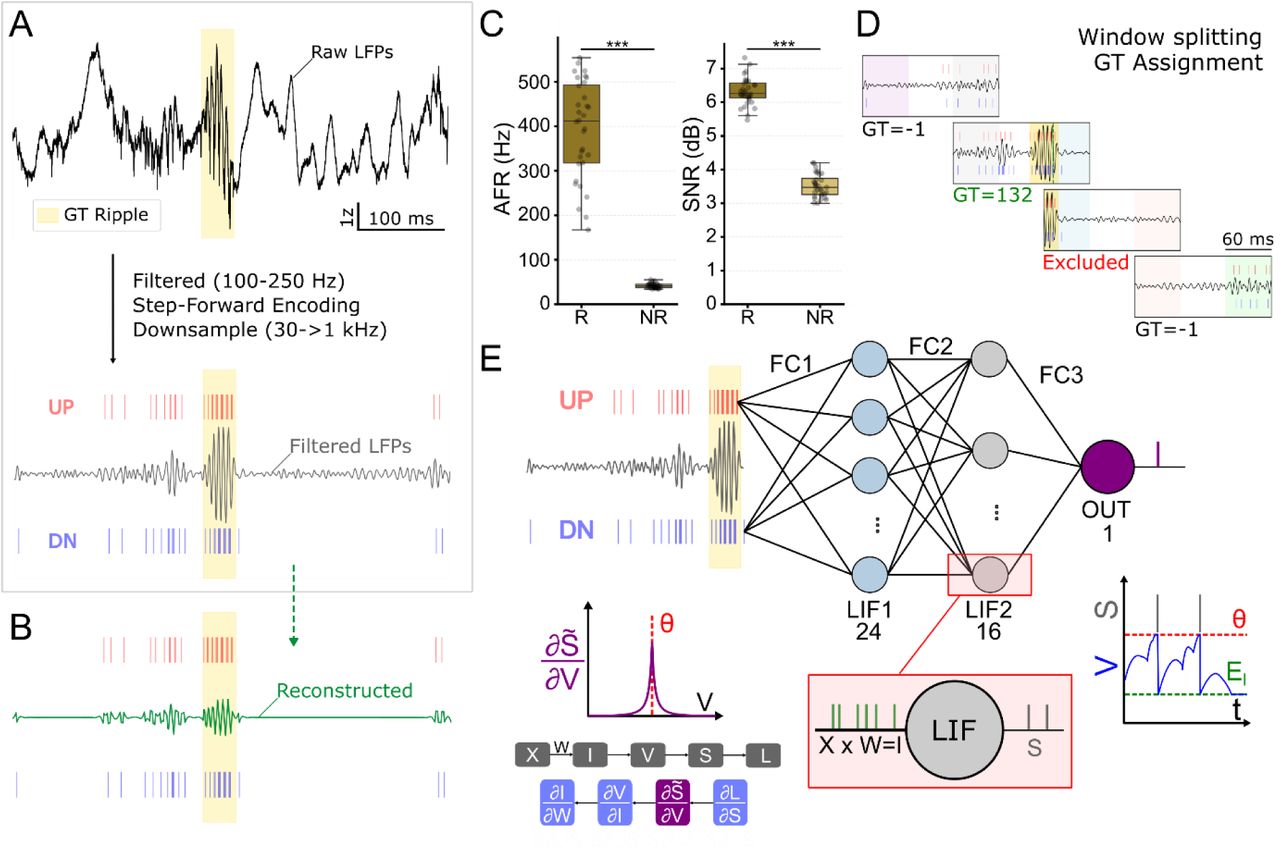 A
Raw LFPs
GT Ripple
1z
100 ms
Filtered (100-250 Hz)
Step-Forward Encoding
Downsample (30->1 kHz)
UP
Filtered LFPs
DN
B
Reconstructed
C
***
AFR (Hz)
500
400
300
200
100
0
R
NR
***
SNR (dB)
7
6
5
4
3
2
1
0
R
NR
D
Window splitting
GT Assignment
GT=-1
GT=132
Excluded
60 ms
GT=-1
E
UP
DN
FC1
FC2
FC3
LIF1
24
LIF2
16
OUT
1
∂S̃
∂V
θ
V
X
W
I
V
S
L
∂I
∂W
∂V
∂I
∂S̃
∂V
∂L
∂S
X x W=I
LIF
S
S
V
θ
E_l
t